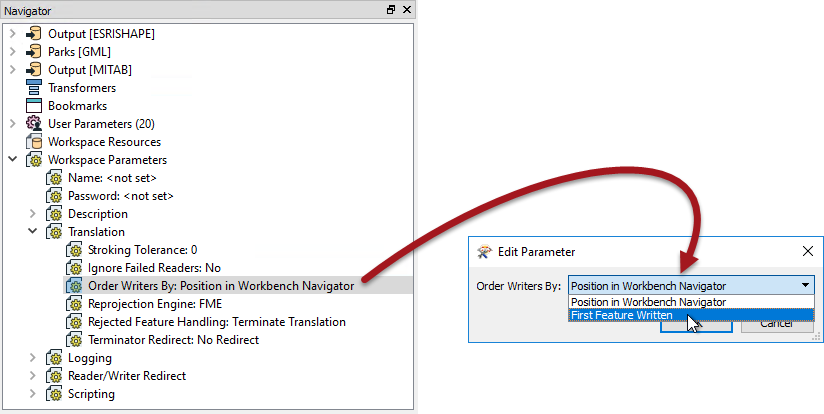 Navigator
Output [ESRISHAPE]
Parks [GML]
Output [MITAB]
Transformers
Bookmarks
User Parameters (20)
Workspace Resources
Workspace Parameters
Name: <not set>
Password: <not set>
Description
Translation
Stroking Tolerance: 0
Ignore Failed Readers: No
Order Writers By: Position in Workbench Navigator
Reprojection Engine: FME
Rejected Feature Handling: Terminate Translation
Terminator Redirect: No Redirect
Logging
Reader/Writer Redirect
Scripting
Edit Parameter
Order Writers By: Position in Workbench Navigator
Position in Workbench Navigator
First Feature Written
Cancel